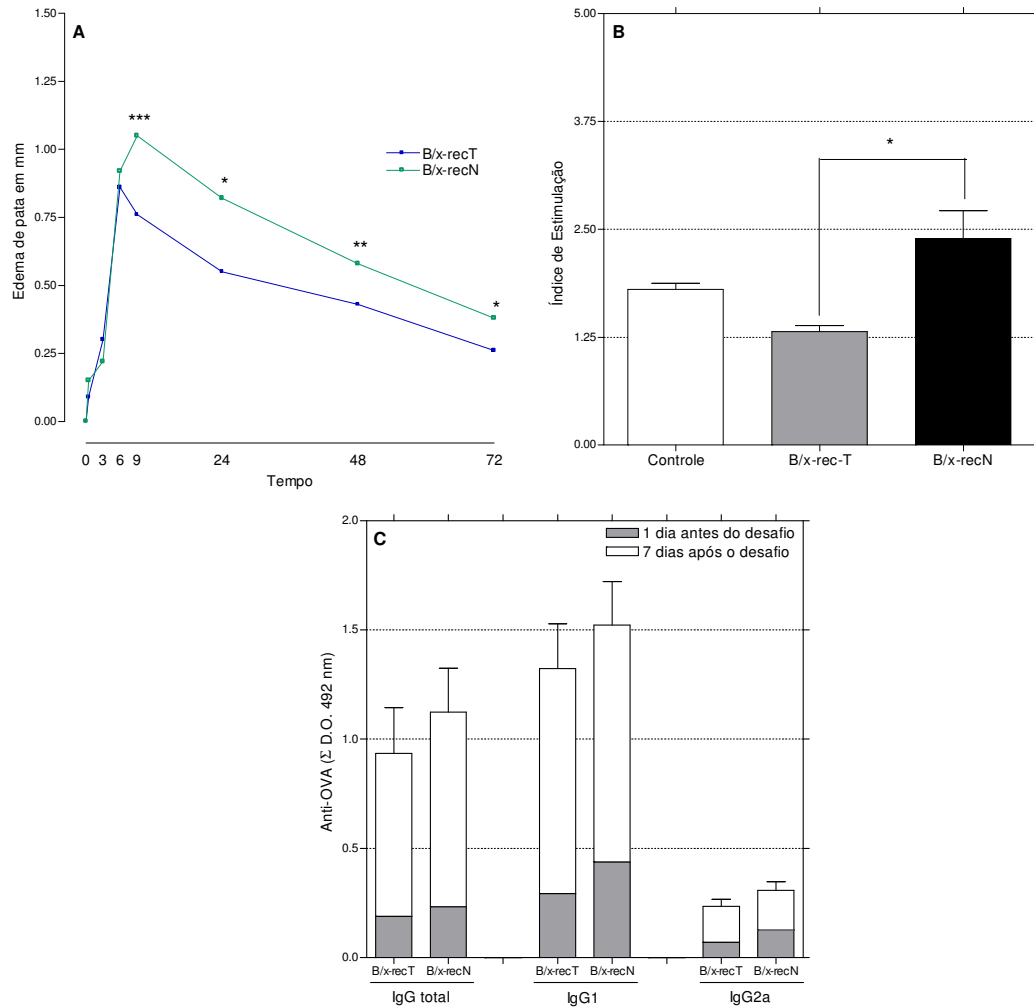 A
Edema de pata em mm
1.50
1.25
1.00
0.75
0.50
0.25
0.00
***
*
**
*
B/x-recT
B/x-recN
0 3 6 9 24 48 72
Tempo
B
Índice de Estimulação
5.00
3.75
2.50
1.25
0.00
*
Controle B/x-rec-T B/x-recN
C
Anti-OVA (Σ D.O. 492 nm)
2.0
1.5
1.0
0.5
0.0
1 dia antes do desafio
7 dias após o desafio
B/x-recT B/x-recN B/x-recT B/x-recN B/x-recT B/x-recN
IgG total IgG1 IgG2a